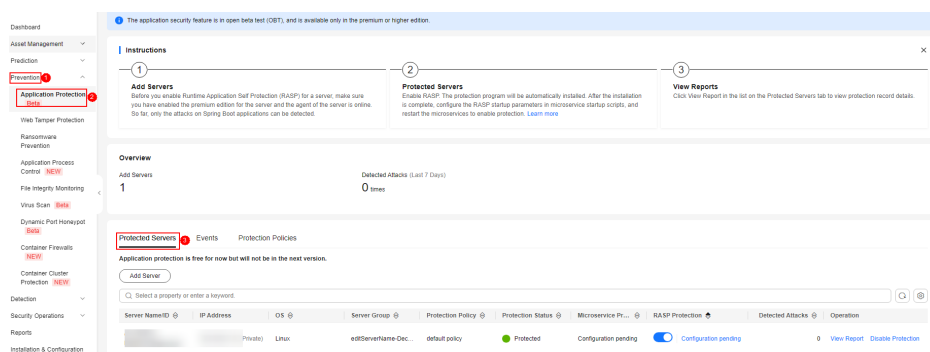 The application security feature is in open beta test (OBT), and is available only in the premium or higher edition.
Dashboard
Asset Management
Prediction
Prevention 1
Application Protection 2
Beta
Web Tamper Protection
Ransomware
Prevention
Application Process
Control NEW
File Integrity Monitoring
Virus Scan Beta
Dynamic Port Honeypot
Beta
Container Firewalls
NEW
Container Cluster
Protection NEW
Detection
Security Operations
Reports
Installation & Configuration
Instructions
1
Add Servers
Before you enable Runtime Application Self Protection (RASP) for a server, make sure
you have enabled the premium edition for the server and the agent of the server is online.
So far, only the attacks on Spring Boot applications can be detected.
2
Protected Servers
Enable RASP. The protection program will be automatically installed. After the installation
is complete, configure the RASP startup parameters in microservice startup scripts, and
restart the microservices to enable protection. Learn more
3
View Reports
Click View Report in the list on the Protected Servers tab to view protection record details.
Overview
Add Servers
1
Detected Attacks (Last 7 Days)
0 times
Protected Servers 3 Events Protection Policies
Application protection is free for now but will not be in the next version.
Add Server
Select a property or enter a keyword.
Server Name/ID IP Address OS Server Group Protection Policy Protection Status Microservice Pr... RASP Protection Detected Attacks Operation
Private) Linux editServerName-Dec... default policy Protected Configuration pending Configuration pending 0 View Report Disable Protection